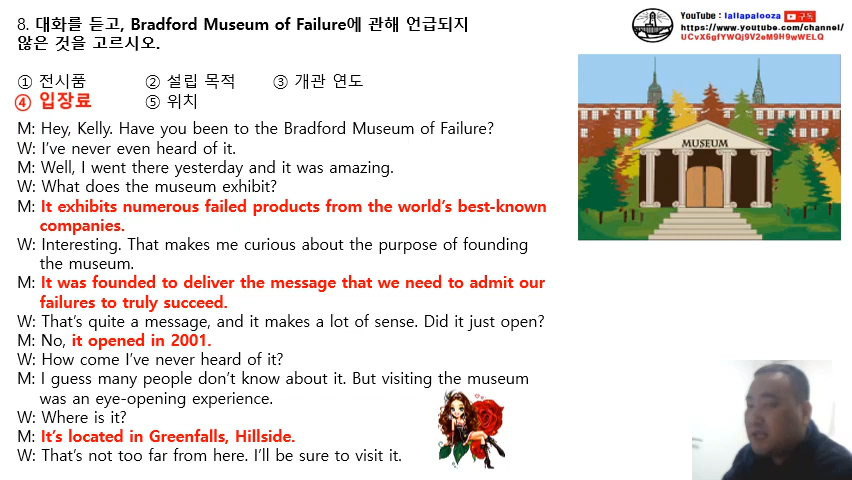 8. 대화를 듣고, Bradford Museum of Failure에 관해 언급되지
않은 것을 고르시오.
① 전시품 ② 설립 목적 ③ 개관 연도
④ 입장료 ⑤ 위치
M: Hey, Kelly. Have you been to the Bradford Museum of Failure?
W: I've never even heard of it.
M: Well, I went there yesterday and it was amazing.
W: What does the museum exhibit?
M: It exhibits numerous failed products from the world's best-known
companies.
W: Interesting. That makes me curious about the purpose of founding
the museum.
M: It was founded to deliver the message that we need to admit our
failures to truly succeed.
W: That's quite a message, and it makes a lot of sense. Did it just open?
M: No, it opened in 2001.
W: How come I've never heard of it?
M: I guess many people don't know about it. But visiting the museum
was an eye-opening experience.
W: Where is it?
M: It's located in Greenfalls, Hillside.
W: That's not too far from here. I'll be sure to visit it.
YouTube : lallapalooza 구독
https://www.youtube.com/channel/
UCvX6gfYWQj9V2eM9H9wWELQ
MUSEUM